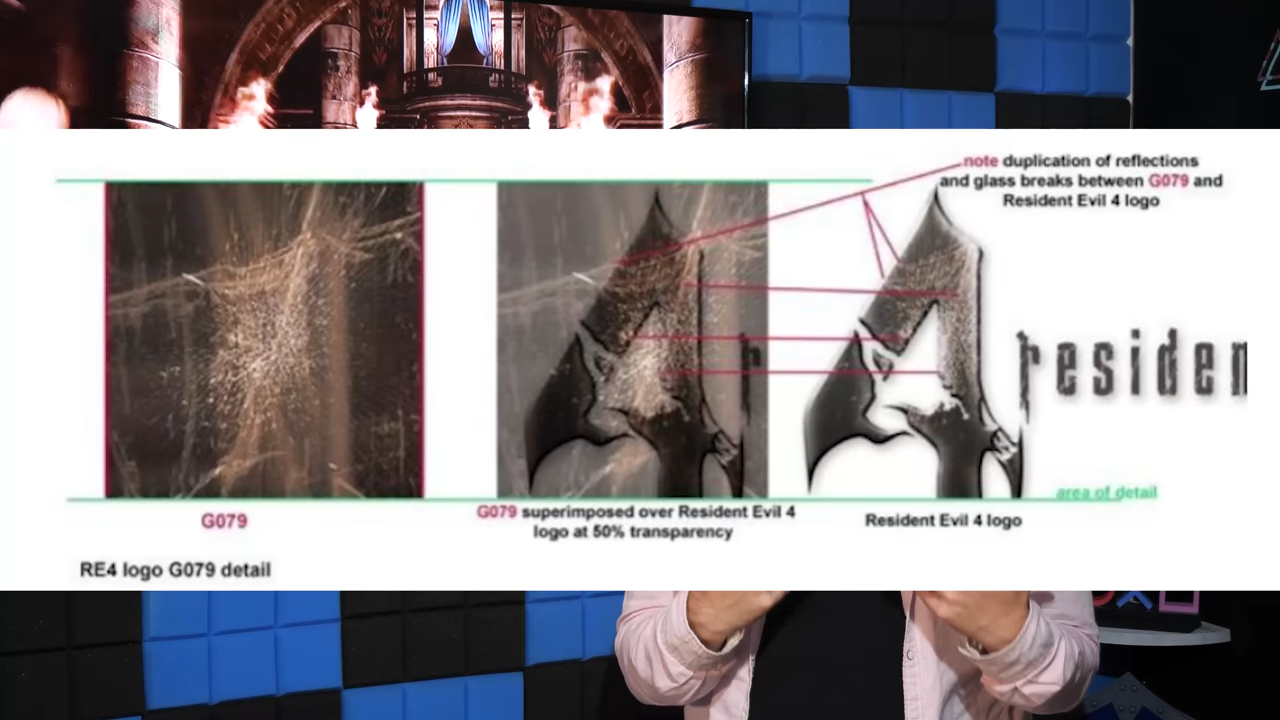 note duplication of reflections
and glass breaks between G079 and
Resident Evil 4 logo
residen
area of detail
G079
G079 superimposed over Resident Evil 4
logo at 50% transparency
Resident Evil 4 logo
RE4 logo G079 detail